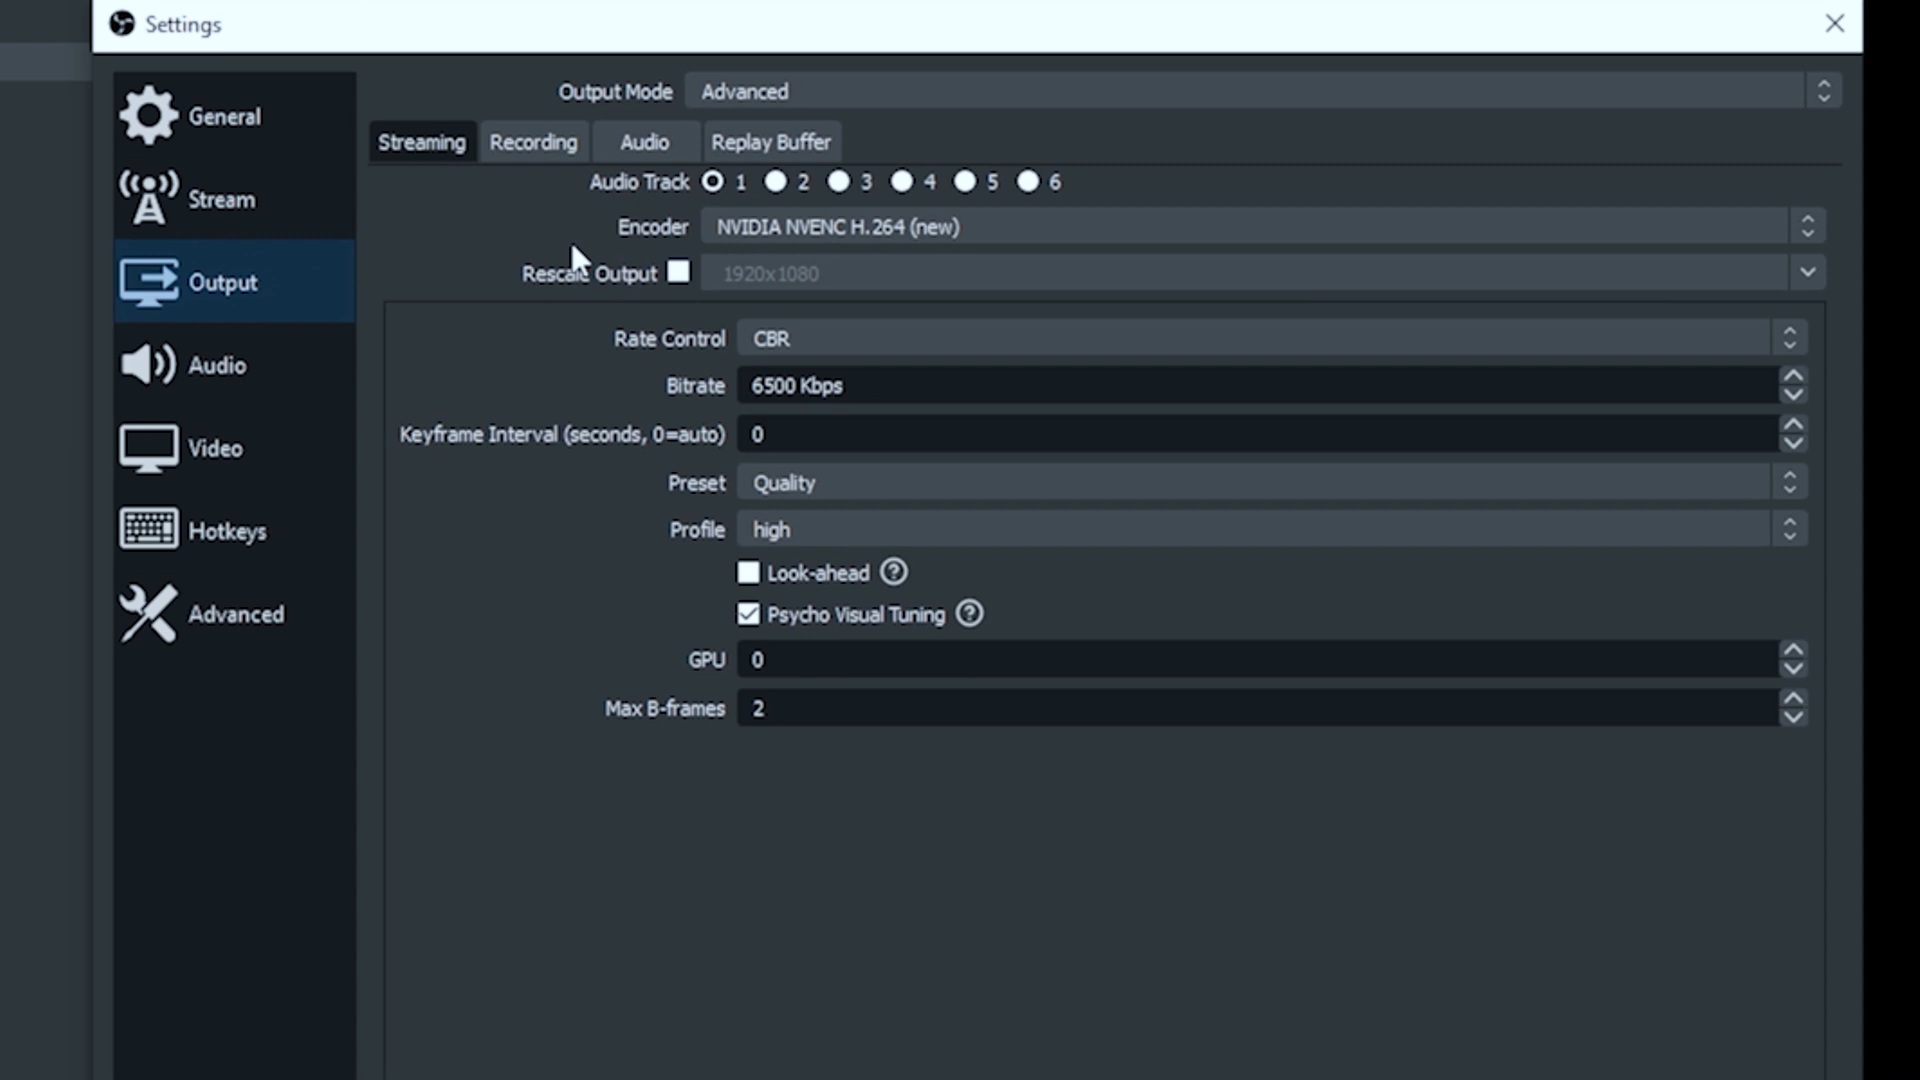 Settings
General
Stream
Output
Audio
Video
Hotkeys
Advanced
Output Mode Advanced
Streaming Recording Audio Replay Buffer
Audio Track 1 2 3 4 5 6
Encoder NVIDIA NVENC H.264 (new)
Rescale Output 1920x1080
Rate Control CBR
Bitrate 6500 Kbps
Keyframe Interval (seconds, 0=auto) 0
Preset Quality
Profile high
Look-ahead ?
Psycho Visual Tuning ?
GPU 0
Max B-frames 2